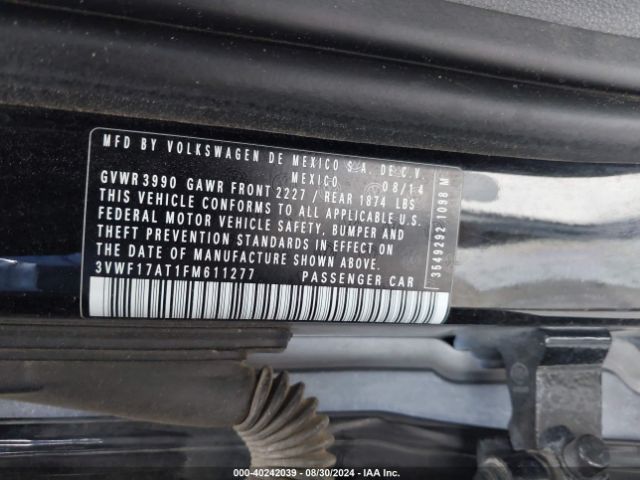 MFD BY VOLKSWAGEN DE MEXICO S.A. DE C.V.
MEXICO 08/14
GVWR 3990 GAWR FRONT 2227 / REAR 1874 LBS
THIS VEHICLE CONFORMS TO ALL APPLICABLE U.S.
FEDERAL MOTOR VEHICLE SAFETY, BUMPER AND
THEFT PREVENTION STANDARDS IN EFFECT ON
THE DATE OF MANUFACTURE SHOWN ABOVE.
3VWF17AT1FM611277 PASSENGER CAR
3549292 1098 M
000-40242039 - 08/30/2024 - IAA Inc.